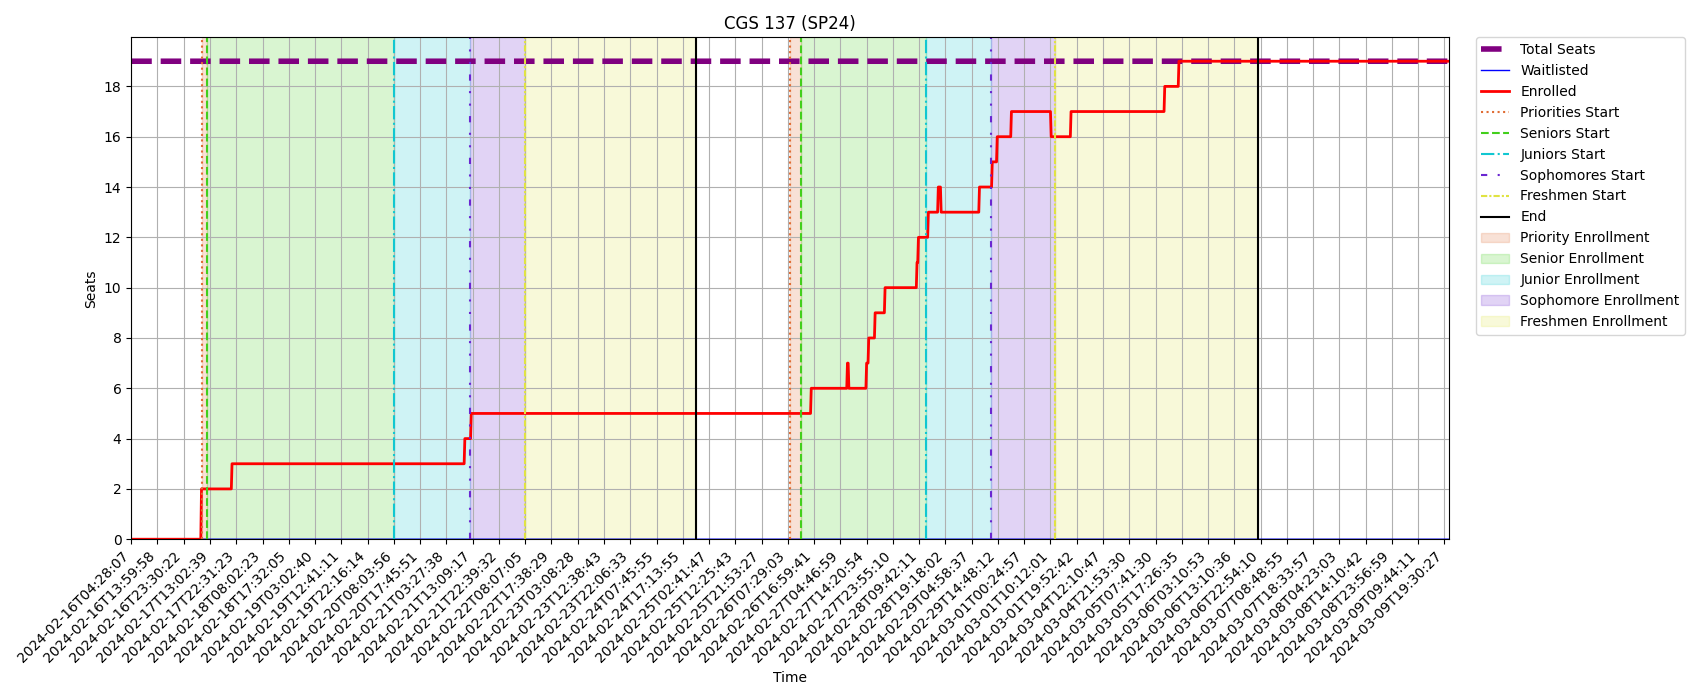 CGS 137 (SP24)
Seats
18
16
14
12
10
8
6
4
2
0
2024-02-16T04:28:07
2024-02-16T13:59:58
2024-02-16T23:30:22
2024-02-17T13:02:39
2024-02-17T22:31:23
2024-02-18T08:02:23
2024-02-18T17:32:05
2024-02-19T03:02:40
2024-02-19T12:41:11
2024-02-19T22:16:14
2024-02-20T08:03:56
2024-02-20T17:45:51
2024-02-21T03:27:38
2024-02-21T13:09:17
2024-02-21T22:39:32
2024-02-22T08:07:05
2024-02-22T17:38:29
2024-02-23T03:08:28
2024-02-23T12:38:43
2024-02-23T22:06:33
2024-02-24T07:45:55
2024-02-24T17:13:55
2024-02-25T02:41:47
2024-02-25T12:25:43
2024-02-25T21:53:27
2024-02-26T07:29:03
2024-02-26T16:59:41
2024-02-27T04:46:59
2024-02-27T14:20:54
2024-02-27T23:55:10
2024-02-28T09:42:11
2024-02-28T19:18:02
2024-02-29T04:58:37
2024-02-29T14:48:12
2024-03-01T00:24:57
2024-03-01T10:12:01
2024-03-01T19:52:42
2024-03-04T12:10:47
2024-03-04T21:53:30
2024-03-05T07:41:30
2024-03-05T17:26:35
2024-03-06T03:10:53
2024-03-06T13:10:36
2024-03-06T22:54:10
2024-03-07T08:48:55
2024-03-07T18:33:57
2024-03-08T04:23:03
2024-03-08T14:10:42
2024-03-08T23:56:59
2024-03-09T09:44:11
2024-03-09T19:30:27
Time
Total Seats
Waitlisted
Enrolled
Priorities Start
Seniors Start
Juniors Start
Sophomores Start
Freshmen Start
End
Priority Enrollment
Senior Enrollment
Junior Enrollment
Sophomore Enrollment
Freshmen Enrollment